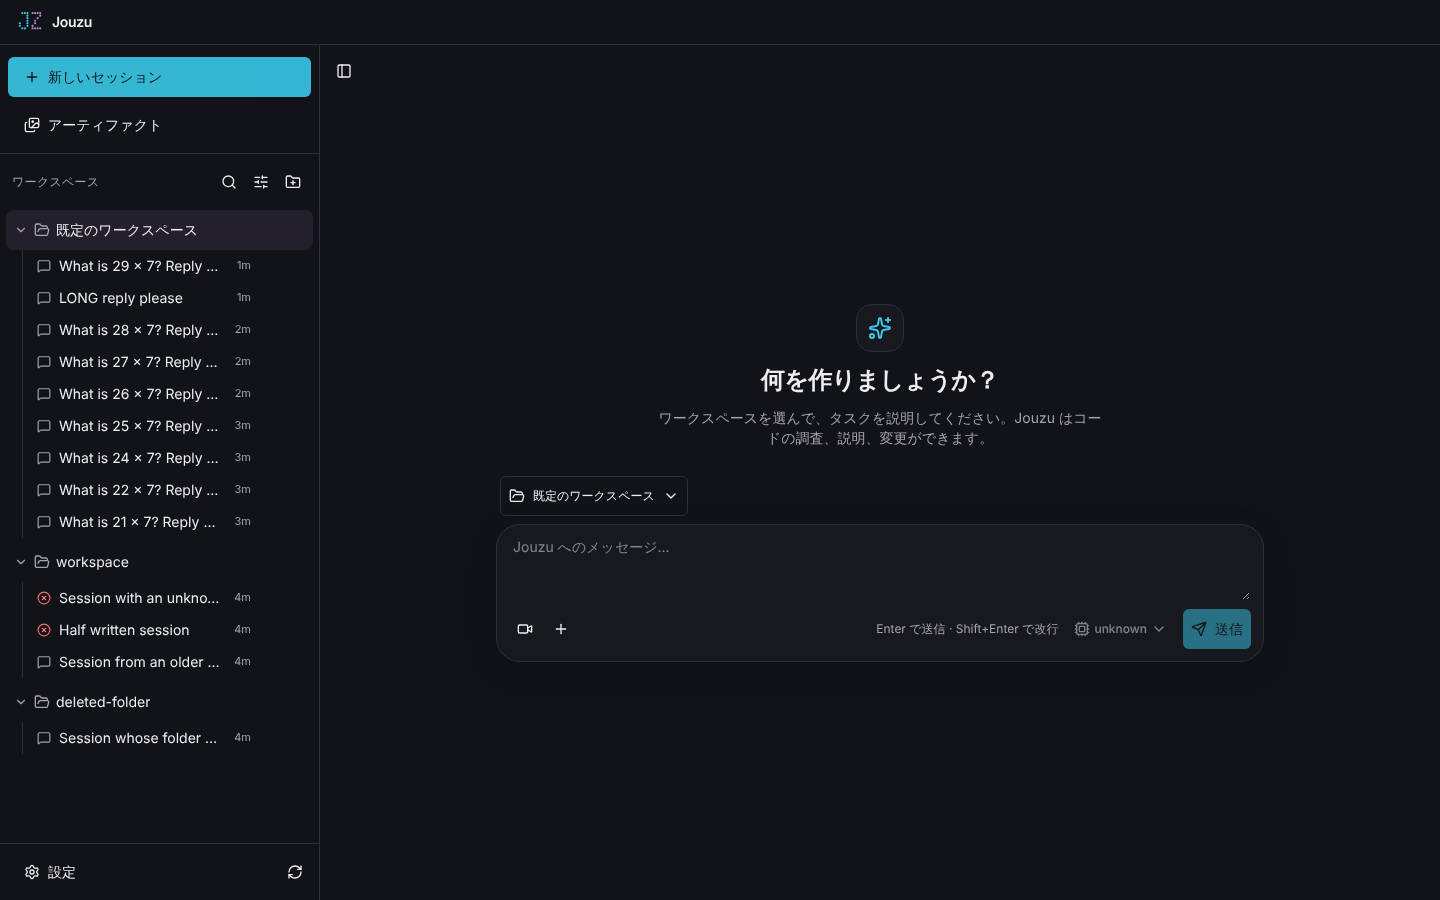 JZ Jouzu
新しいセッション
アーティファクト
ワークスペース
既定のワークスペース
What is 29 × 7? Reply ... 1m
LONG reply please 1m
What is 28 × 7? Reply ... 2m
What is 27 × 7? Reply ... 2m
What is 26 × 7? Reply ... 2m
What is 25 × 7? Reply ... 3m
What is 24 × 7? Reply ... 3m
What is 22 × 7? Reply ... 3m
What is 21 × 7? Reply ... 3m
workspace
Session with an unkno... 4m
Half written session 4m
Session from an older ... 4m
deleted-folder
Session whose folder ... 4m
設定
何を作りましょうか？
ワークスペースを選んで、タスクを説明してください。Jouzu はコー
ドの調査、説明、変更ができます。
既定のワークスペース
Jouzu へのメッセージ...
Enter で送信 · Shift+Enter で改行 unknown 送信